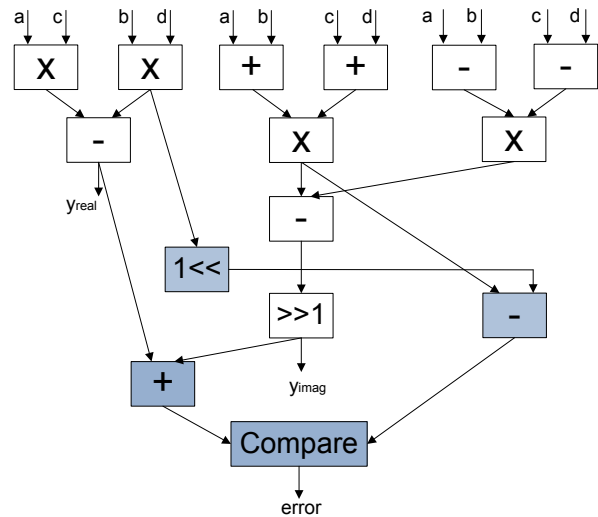 a c b d a b c d a b c d
X X + + - -
- X X
yreal -
1<<
>>1 -
+ yimag
Compare
error